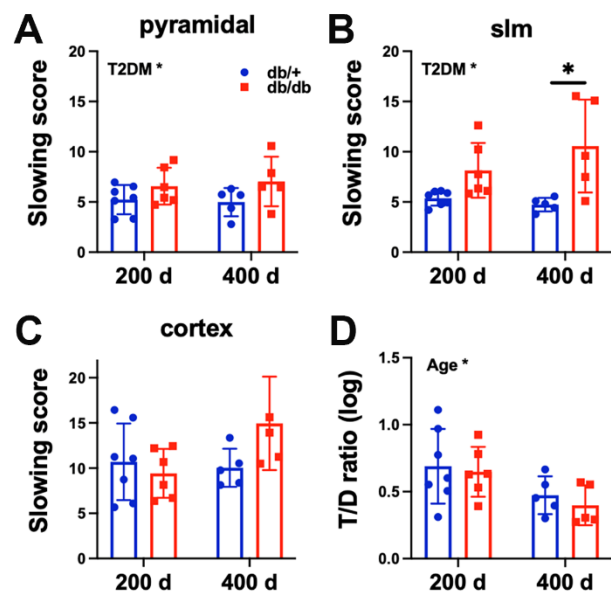 A pyramidal
Slowing score
20
15
10
5
0
T2DM *
db/+
db/db
200 d 400 d
B slm
Slowing score
20
15
10
5
0
T2DM *
*
200 d 400 d
C cortex
Slowing score
20
15
10
5
0
200 d 400 d
D
T/D ratio (log)
1.5
1.0
0.5
0.0
Age *
200 d 400 d